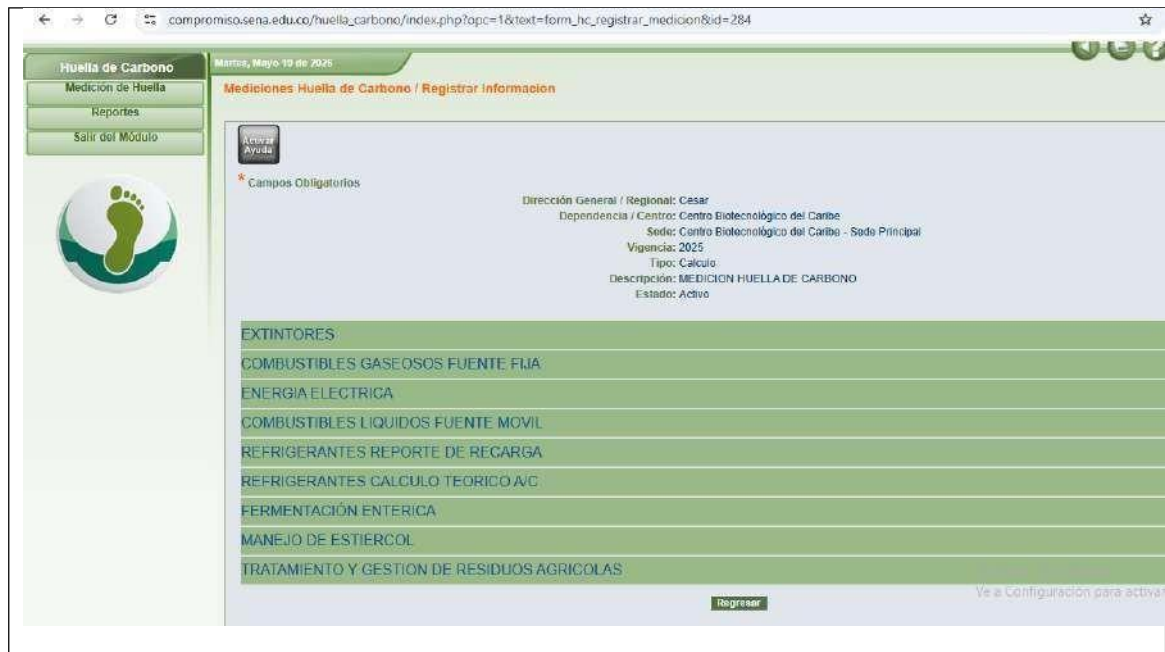 compromiso.sena.edu.co/huella_carbono/index.php?opc=1&text=form_hc_registrar_medicion&id=284
Huella de Carbono
Medición de Huella
Reportes
Salir del Módulo
Martes, Mayo 19 de 2026
Mediciones Huella de Carbono / Registrar Informacion
Activar
Ayuda
* Campos Obligatorios
Dirección General / Regional: Cesar
Dependencia / Centro: Centro Biotecnológico del Caribe
Sede: Centro Biotecnológico del Caribe - Sede Principal
Vigencia: 2025
Tipo: Calculo
Descripción: MEDICION HUELLA DE CARBONO
Estado: Activo
EXTINTORES
COMBUSTIBLES GASEOSOS FUENTE FIJA
ENERGIA ELECTRICA
COMBUSTIBLES LIQUIDOS FUENTE MOVIL
REFRIGERANTES REPORTE DE RECARGA
REFRIGERANTES CALCULO TEORICO A/C
FERMENTACIÓN ENTERICA
MANEJO DE ESTIERCOL
TRATAMIENTO Y GESTION DE RESIDUOS AGRICOLAS
Regresar
Ve a Configuración para activar